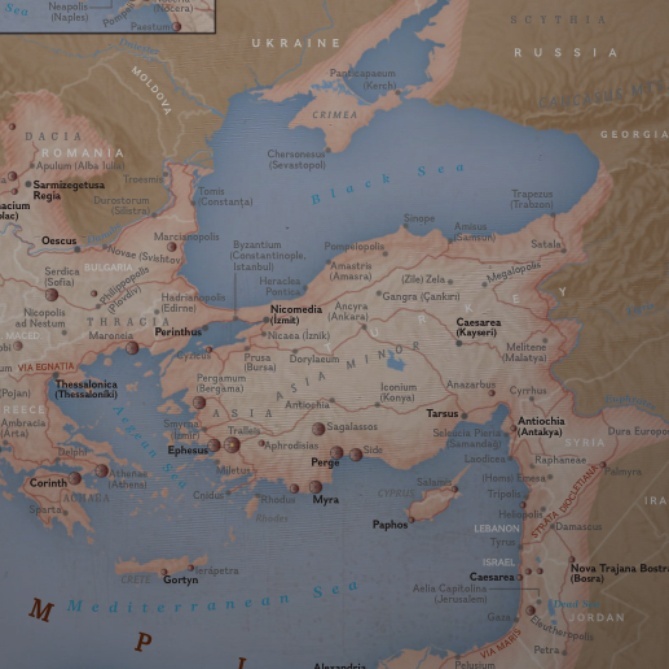 Neapolis
(Naples)
(Nocera)
Paestum
Sea
SCYTHIA
UKRAINE
RUSSIA
Panticapaeum
(Kerch)
MOLDOVA
CRIMEA
GEORGIA
DACIA
ROMANIA
Apulum (Alba Iulia)
Chersonesus
(Sevastopol)
Black Sea
Sarmizegetusa
Regia
Troesmis
Durostorum
(Silistra)
Tomis
(Constanța)
Trapezus
(Trabzon)
Sinope
Amisus
(Samsun)
Satala
Oescus
Marcianopolis
Novae (Svishtov)
BULGARIA
Byzantium
(Constantinople,
Istanbul)
Pompeiopolis
Amastris
(Amasra)
(Zile) Zela
Megalopolis
Serdica
(Sofia)
Philippopolis
(Plovdiv)
Hadrianopolis
(Edirne)
Heraclea
Pontica
Gangra (Çankırı)
Nicopolis
ad Nestum
THRACIA
Maroneia
Perinthus
Nicomedia
(İzmit)
Nicaea (İznik)
Ancyra
(Ankara)
TURKEY
Caesarea
(Kayseri)
Melitene
(Malatya)
VIA EGNATIA
Cyzicus
Prusa
(Bursa)
Dorylaeum
ASIA MINOR
Thessalonica
(Thessaloniki)
Pergamum
(Bergama)
Iconium
(Konya)
Anazarbus
Cyrrhus
(Pojan)
GREECE
Ambracia
(Arta)
Aegean Sea
ASIA
Antiochia
Tarsus
Antiochia
(Antakya)
Smyrna
(İzmir)
Tralleis
Sagalassos
Seleucia Pieria
(Samandağ)
SYRIA
Dura Europos
Delphi
Ephesus
Aphrodisias
Side
Perge
Laodicea
Raphaneae
Palmyra
Corinth
Athenae
(Athens)
Miletus
Cnidus
Rhodus
Rhodes
Myra
Salamis
CYPRUS
(Homs) Emesa
Tripolis
ACHAIA
Sparta
Paphos
Heliopolis
STRATA DIOCLETIANA
Damascus
LEBANON
Tyrus
CRETE
Ierápetra
Gortyn
ISRAEL
Caesarea
Nova Trajana Bostra
(Bosra)
Aelia Capitolina
(Jerusalem)
Mediterranean Sea
Dead Sea
JORDAN
Gaza
Eleutheropolis
M P
VIA MARIS
Petra
Pelusium
Alexandria